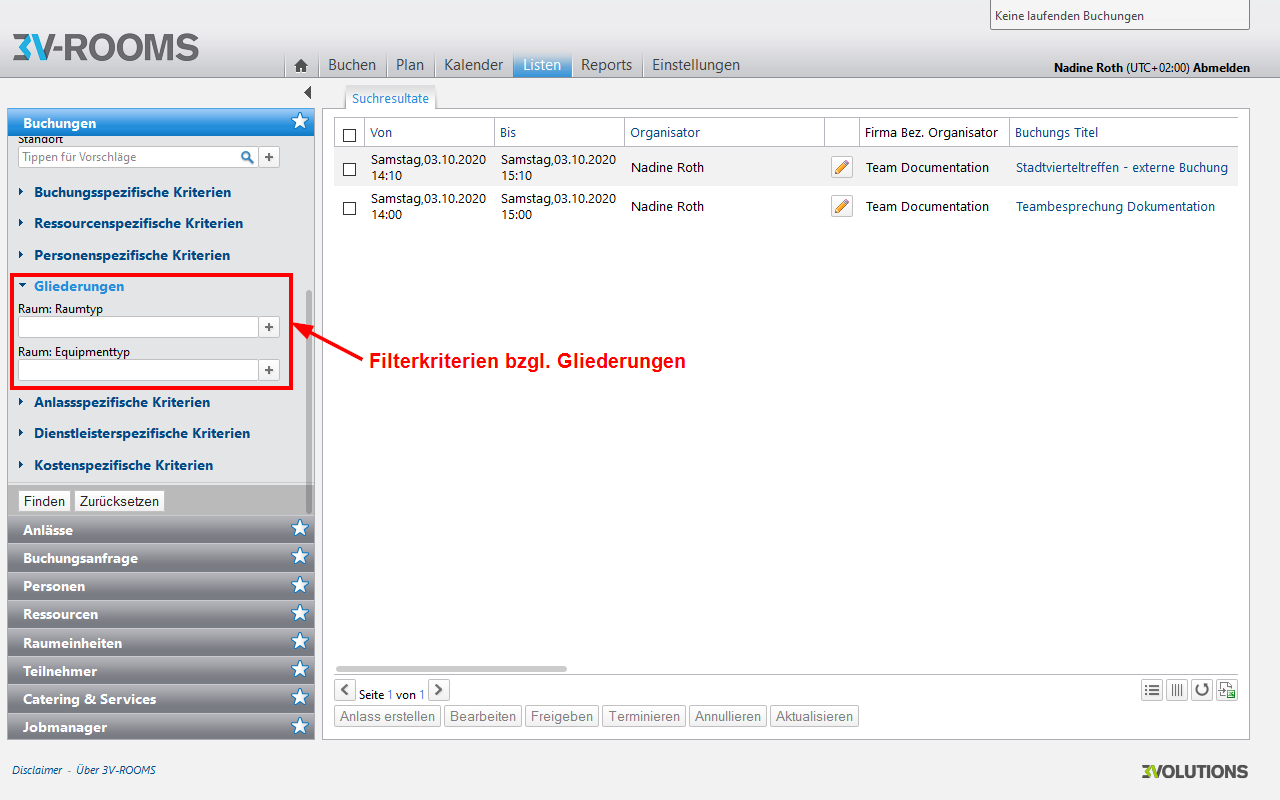 Keine laufenden Buchungen
3V-ROOMS
Buchen Plan Kalender Listen Reports Einstellungen
Nadine Roth (UTC+02:00) Abmelden
Buchungen
Standort
Tippen für Vorschläge
Buchungsspezifische Kriterien
Ressourcenspezifische Kriterien
Personenspezifische Kriterien
Gliederungen
Raum: Raumtyp
Raum: Equipmenttyp
Anlassspezifische Kriterien
Dienstleisterspezifische Kriterien
Kostenspezifische Kriterien
Finden Zurücksetzen
Anlässe
Buchungsanfrage
Personen
Ressourcen
Raumeinheiten
Teilnehmer
Catering & Services
Jobmanager
Suchresultate
Von Bis Organisator Firma Bez. Organisator Buchungs Titel
Samstag,03.10.2020 14:10 Samstag,03.10.2020 15:10 Nadine Roth Team Documentation Stadtvierteltreffen - externe Buchung
Samstag,03.10.2020 14:00 Samstag,03.10.2020 15:00 Nadine Roth Team Documentation Teambesprechung Dokumentation
Filterkriterien bzgl. Gliederungen
Seite 1 von 1
Anlass erstellen Bearbeiten Freigeben Terminieren Annullieren Aktualisieren
Disclaimer - Über 3V-ROOMS
3VOLUTIONS